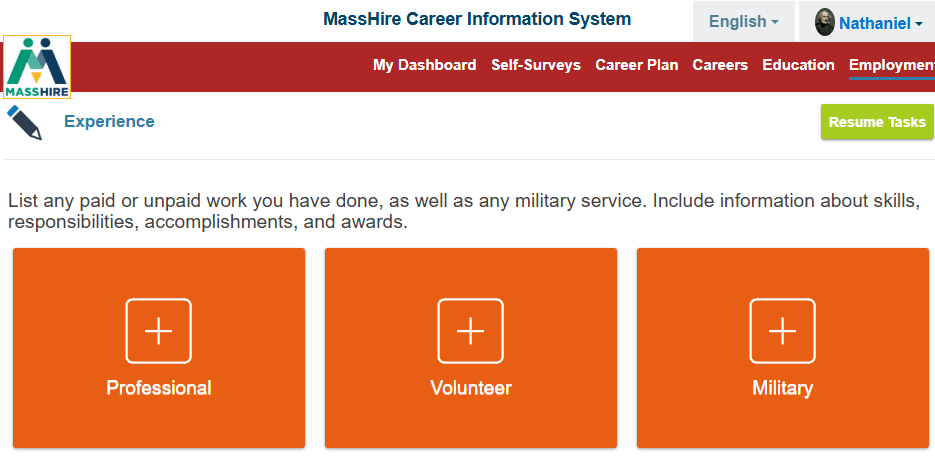 MassHire Career Information System
English
Nathaniel
MASSHIRE
My Dashboard Self-Surveys Career Plan Careers Education Employment
Experience
Resume Tasks
List any paid or unpaid work you have done, as well as any military service. Include information about skills,
responsibilities, accomplishments, and awards.
Professional
Volunteer
Military